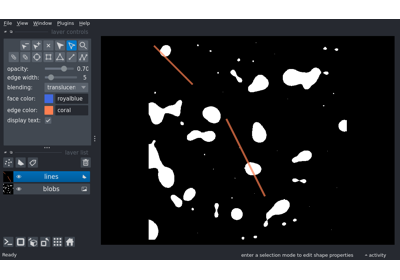 File View Window Plugins Help
layer controls
opacity: 0.70
edge width: 5
blending: translucen
face color: royalblue
edge color: coral
display text: ✓
layer list
lines
blobs
Ready enter a selection mode to edit shape properties activity